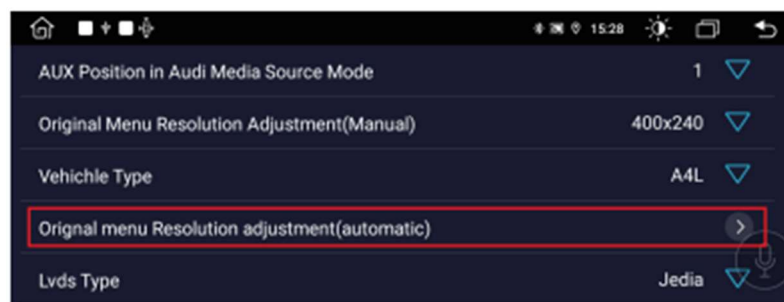 15:28
AUX Position in Audi Media Source Mode 1
Original Menu Resolution Adjustment(Manual) 400x240
Vehichle Type A4L
Orignal menu Resolution adjustment(automatic)
Lvds Type Jedia